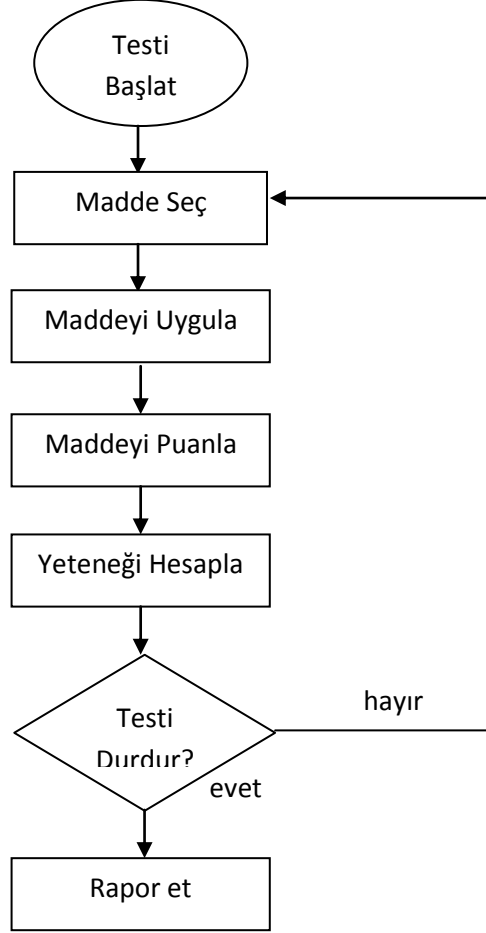 Testi
Başlat
Madde Seç
Maddeyi Uygula
Maddeyi Puanla
Yeteneği Hesapla
Testi
Durdur?
hayır
evet
Rapor et